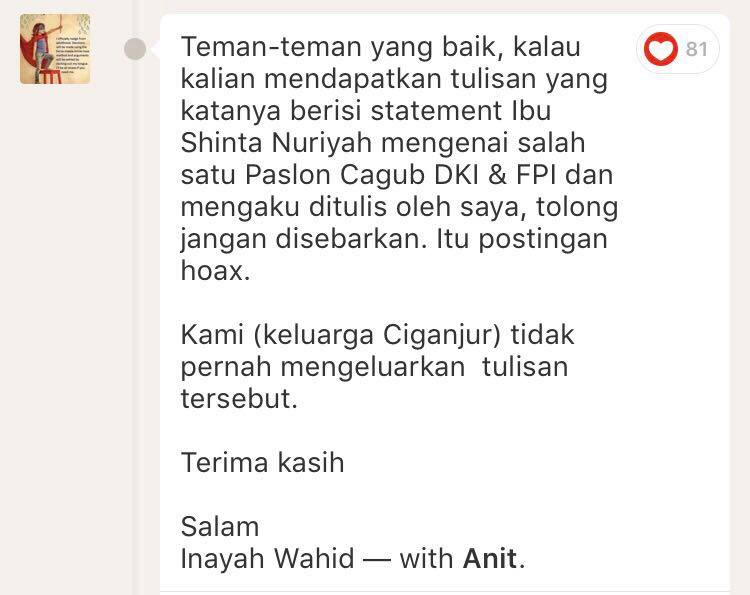 Teman-teman yang baik, kalau
81
kalian mendapatkan tulisan yang
katanya berisi statement Ibu
Shinta Nuriyah mengenai salah
satu Paslon Cagub DKI & FPI dan
mengaku ditulis oleh saya, tolong
jangan disebarkan. Itu postingan
hoax.
Kami (keluarga Ciganjur) tidak
pernah mengeluarkan  tulisan
tersebut.
Terima kasih
Salam
Inayah Wahid — with Anit.